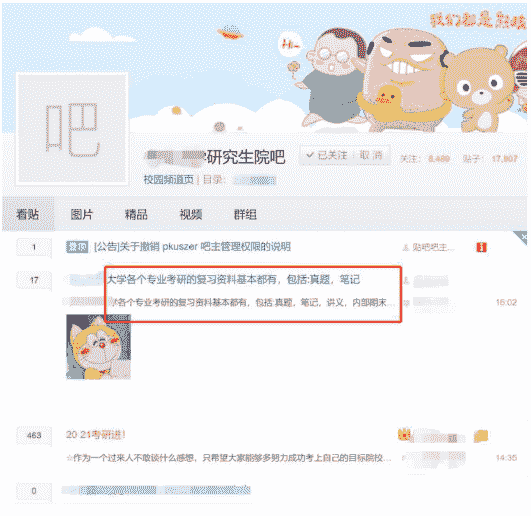 我们都是熊孩
吧
研究生院吧
已关注 取消
关注: 6,489 贴子: 17,807
校园频道页 | 目录:
看贴 图片 精品 视频 群组
1 置顶 [公告]关于撤销 pkuszer 吧主管理权限的说明 贴吧吧主...
17 大学各个专业考研的复习资料基本都有，包括:真题，笔记
各个专业考研的复习资料基本都有，包括:真题，笔记，讲义，内部期末... 16:02
463 20-21考研进!
作为一个过来人不敢谈什么感想，只希望大家能够多努力成功考上自己的目标院校... 14:35
0